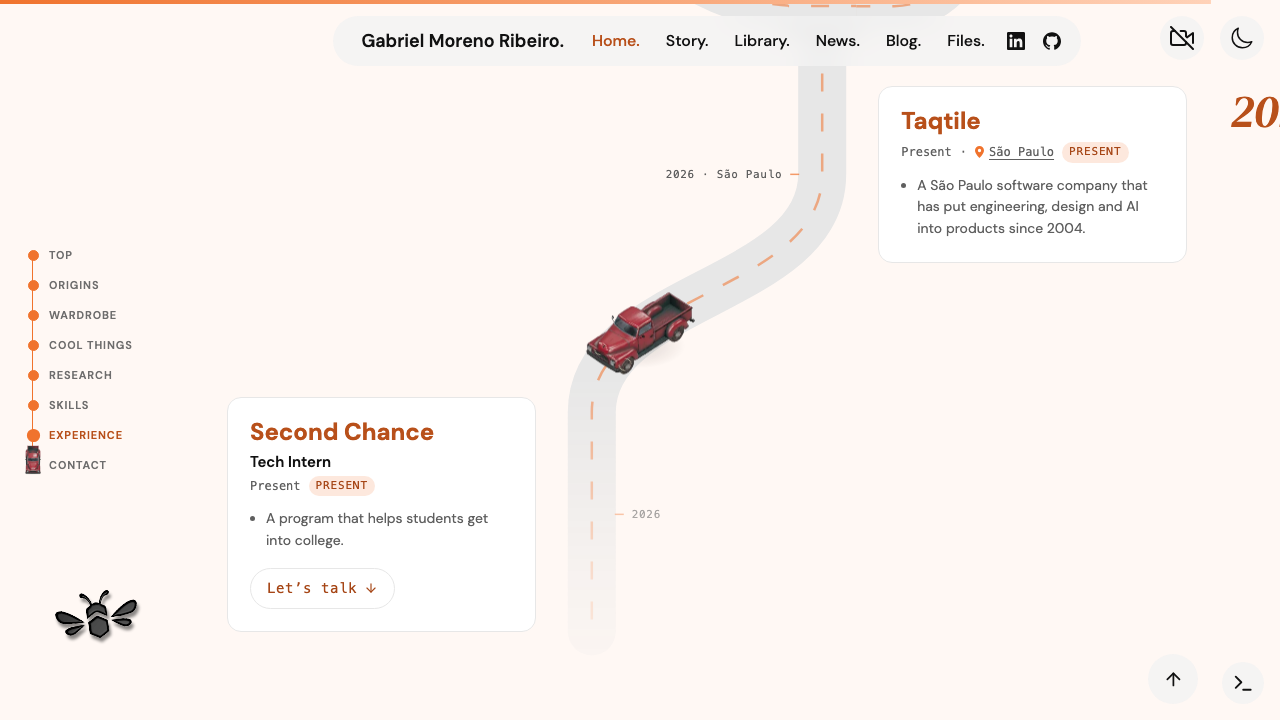 Gabriel Moreno Ribeiro.
Home.
Story.
Library.
News.
Blog.
Files.
Taqtile
Present · São Paulo PRESENT
A São Paulo software company that
has put engineering, design and AI
into products since 2004.
20
2026 · São Paulo
TOP
ORIGINS
WARDROBE
COOL THINGS
RESEARCH
SKILLS
EXPERIENCE
CONTACT
Second Chance
Tech Intern
Present PRESENT
A program that helps students get
into college.
Let’s talk ↓
2026